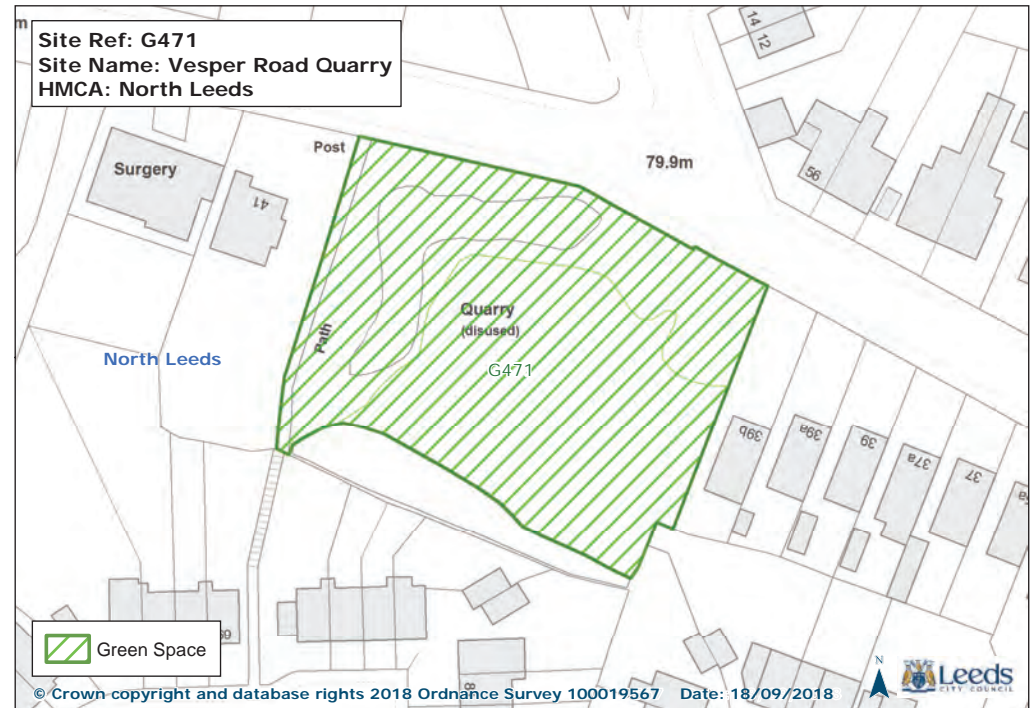 m
Site Ref: G471
Site Name: Vesper Road Quarry
HMCA: North Leeds
14
12
Post
79.9m
Surgery
56
41
Quarry
(disused)
Path
North Leeds
G471
39b
39a
39
37a
37
69
8
Green Space
© Crown copyright and database rights 2018 Ordnance Survey 100019567 Date: 18/09/2018
N
Leeds
CITY COUNCIL